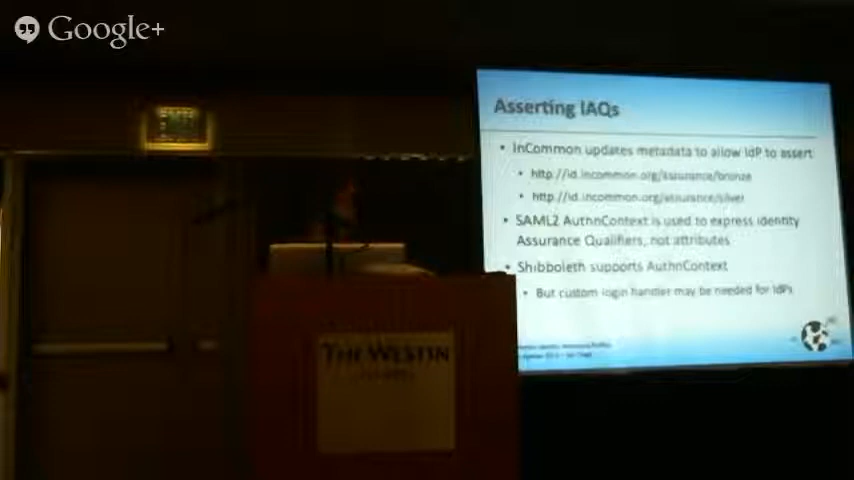 Google+
Asserting IAQs
• InCommon updates metadata to allow IdP to assert
• http://id.incommon.org/assurance/bronze
• http://id.incommon.org/assurance/silver
• SAML2 AuthnContext is used to express Identity
Assurance Qualifiers, not attributes
• Shibboleth supports AuthnContext
• But custom login handler may be needed for IdPs
THE WESTIN